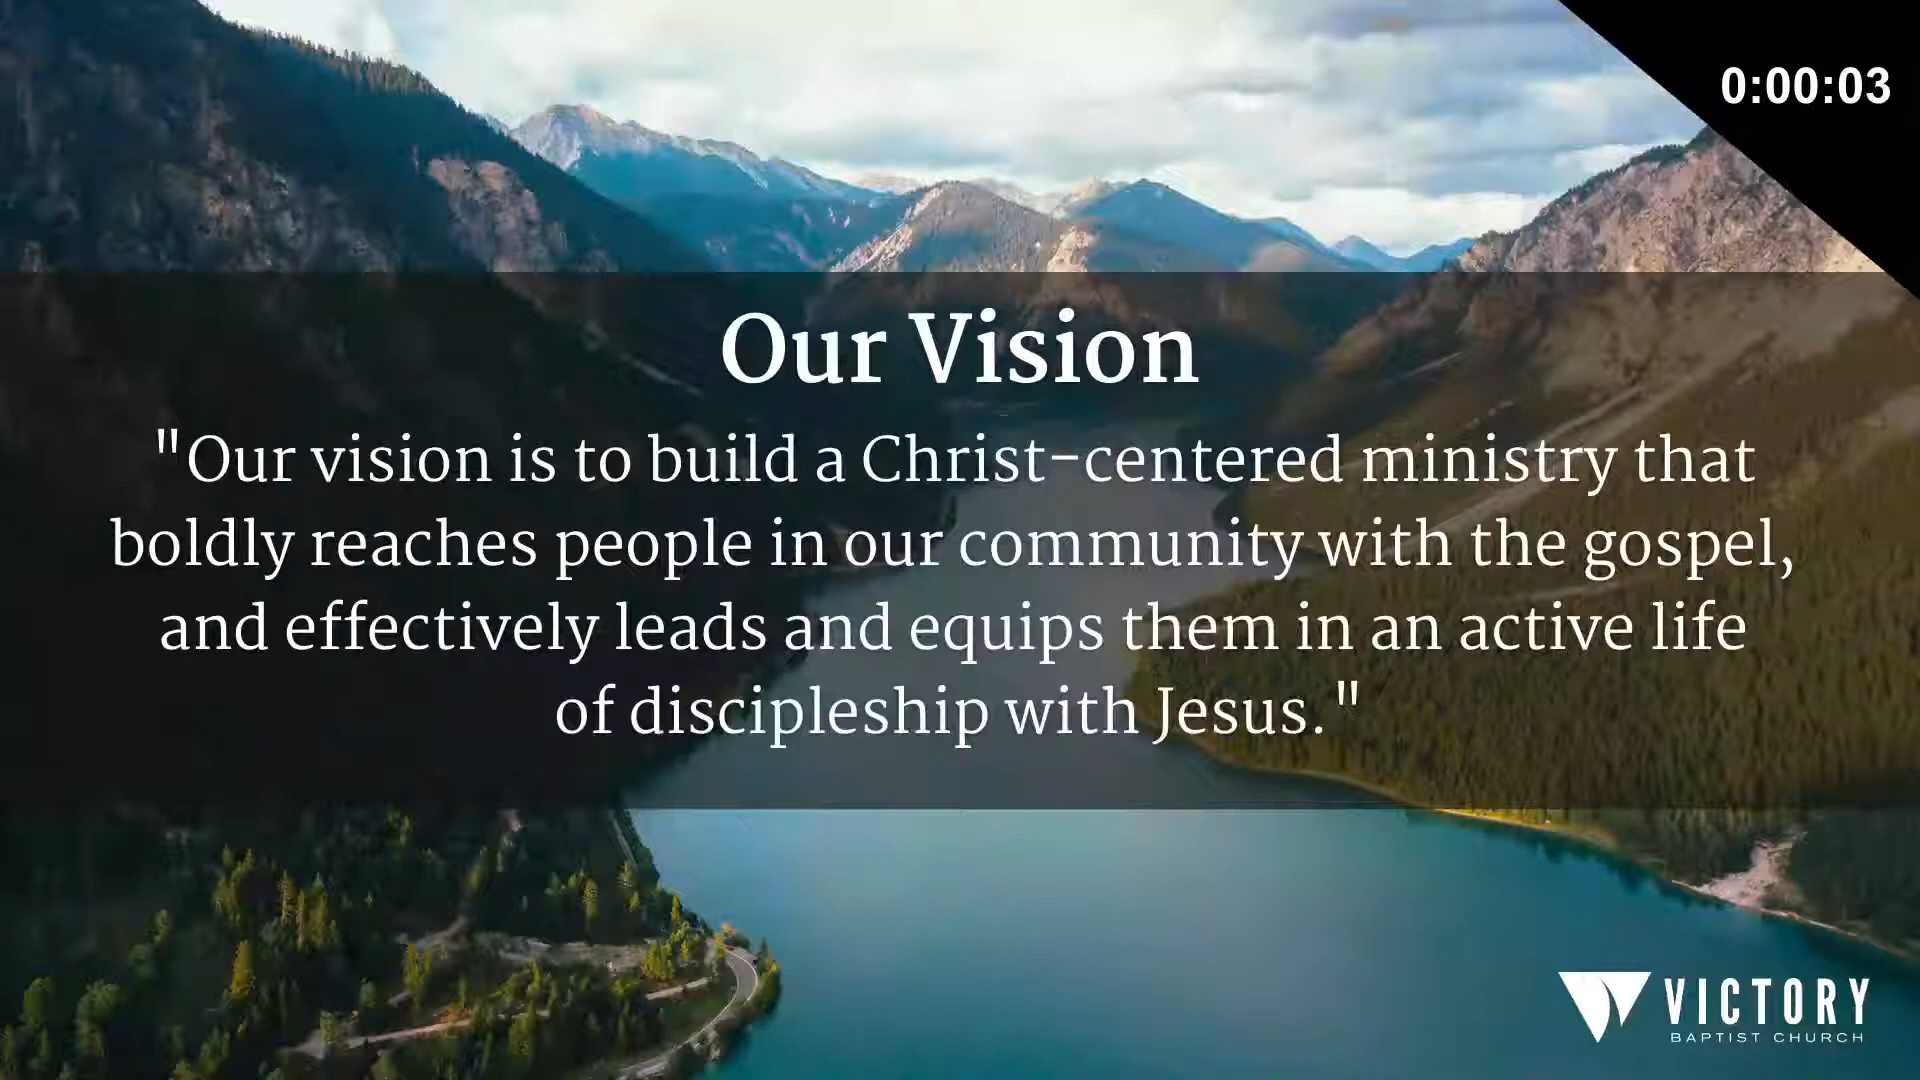 0:00:03
Our Vision
"Our vision is to build a Christ-centered ministry that
boldly reaches people in our community with the gospel,
and effectively leads and equips them in an active life
of discipleship with Jesus."
VICTORY
BAPTIST CHURCH